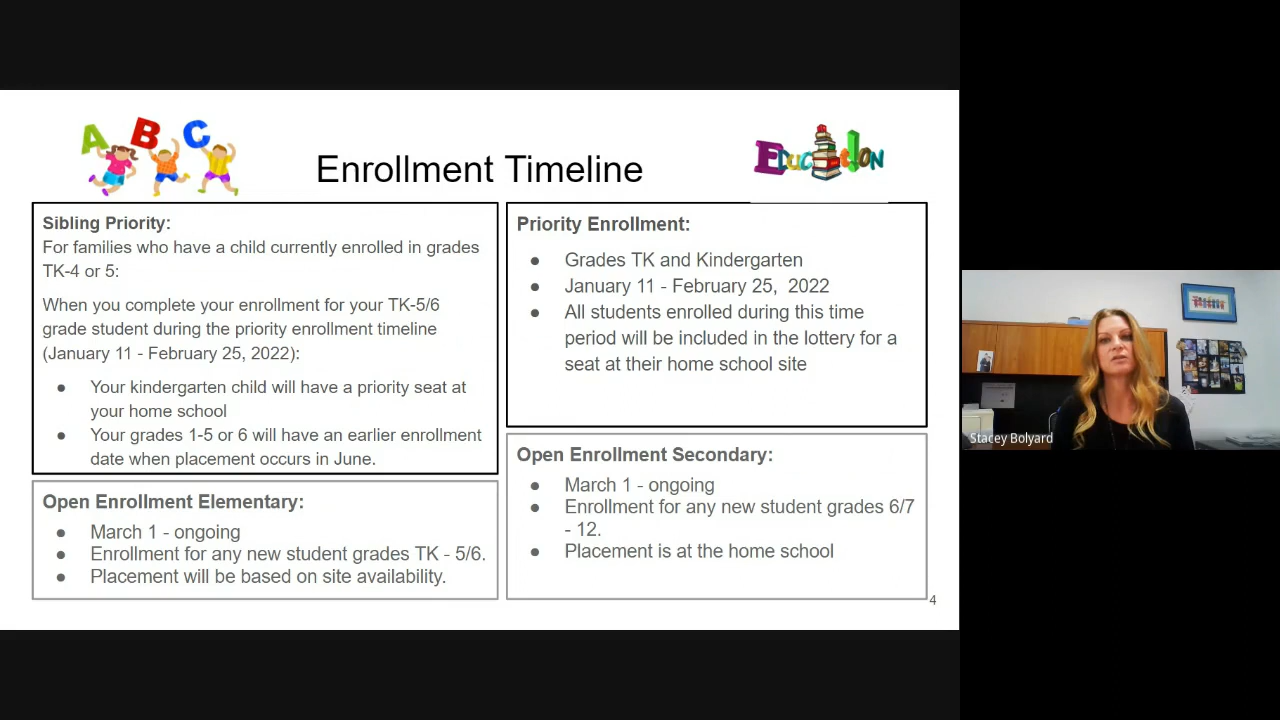 A B C
Enrollment Timeline
EDUCATION
Sibling Priority:
For families who have a child currently enrolled in grades
TK-4 or 5:
When you complete your enrollment for your TK-5/6
grade student during the priority enrollment timeline
(January 11 - February 25, 2022):
● Your kindergarten child will have a priority seat at
your home school
● Your grades 1-5 or 6 will have an earlier enrollment
date when placement occurs in June.
Priority Enrollment:
● Grades TK and Kindergarten
● January 11 - February 25,  2022
● All students enrolled during this time
period will be included in the lottery for a
seat at their home school site
Open Enrollment Elementary:
● March 1 - ongoing
● Enrollment for any new student grades TK - 5/6.
● Placement will be based on site availability.
Open Enrollment Secondary:
● March 1 - ongoing
● Enrollment for any new student grades 6/7
- 12.
● Placement is at the home school
4
Stacey Bolyard